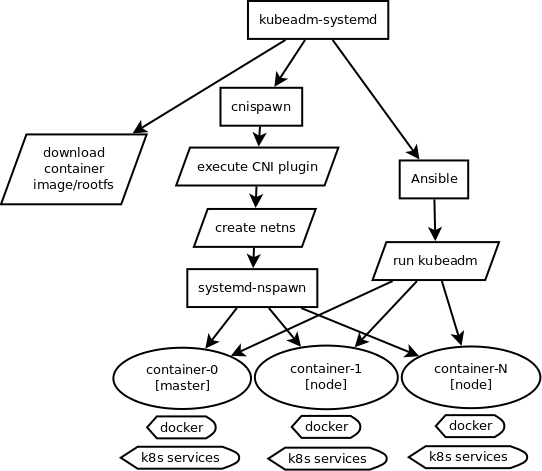 kubeadm-systemd
cnispawn
download
container
image/rootfs
execute CNI plugin
Ansible
create netns
run kubeadm
systemd-nspawn
container-0
[master]
container-1
[node]
container-N
[node]
docker
docker
docker
k8s services
k8s services
k8s services